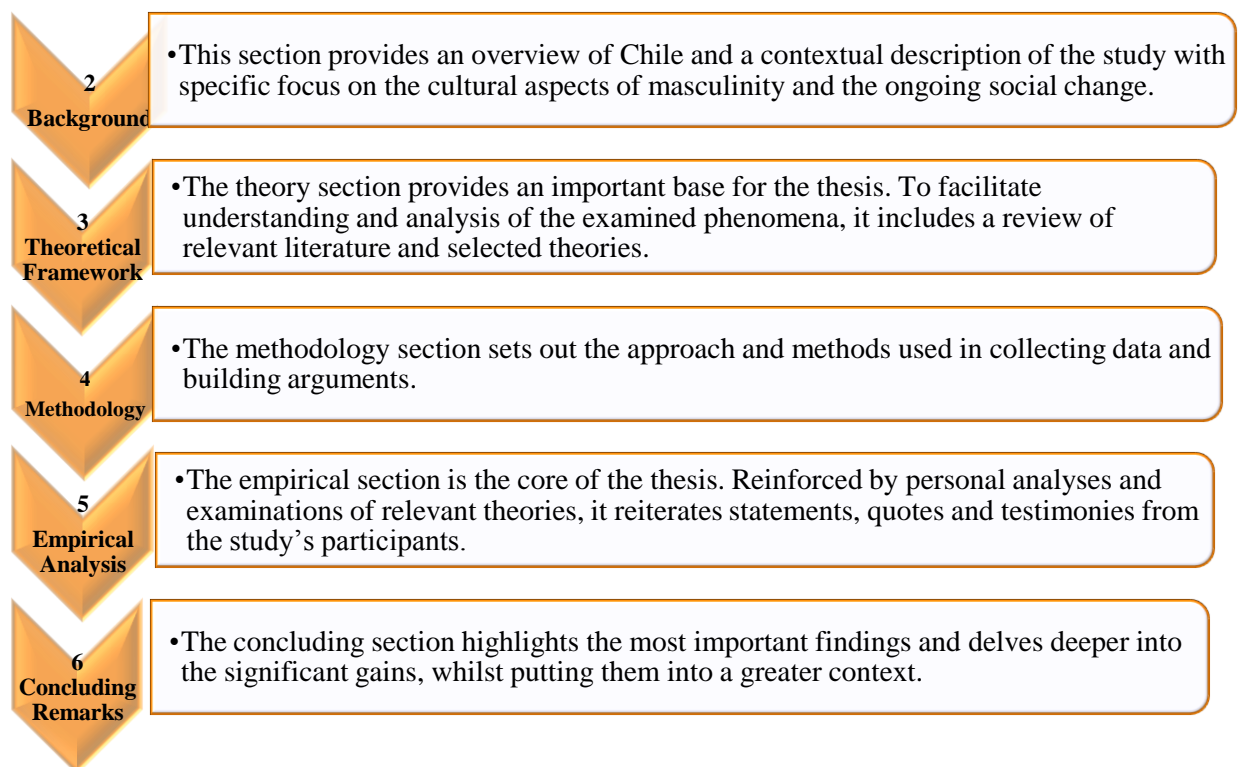 2
Background
•This section provides an overview of Chile and a contextual description of the study with
specific focus on the cultural aspects of masculinity and the ongoing social change.
3
Theoretical
Framework
•The theory section provides an important base for the thesis. To facilitate
understanding and analysis of the examined phenomena, it includes a review of
relevant literature and selected theories.
4
Methodology
•The methodology section sets out the approach and methods used in collecting data and
building arguments.
5
Empirical
Analysis
•The empirical section is the core of the thesis. Reinforced by personal analyses and
examinations of relevant theories, it reiterates statements, quotes and testimonies from
the study’s participants.
6
Concluding
Remarks
•The concluding section highlights the most important findings and delves deeper into
the significant gains, whilst putting them into a greater context.